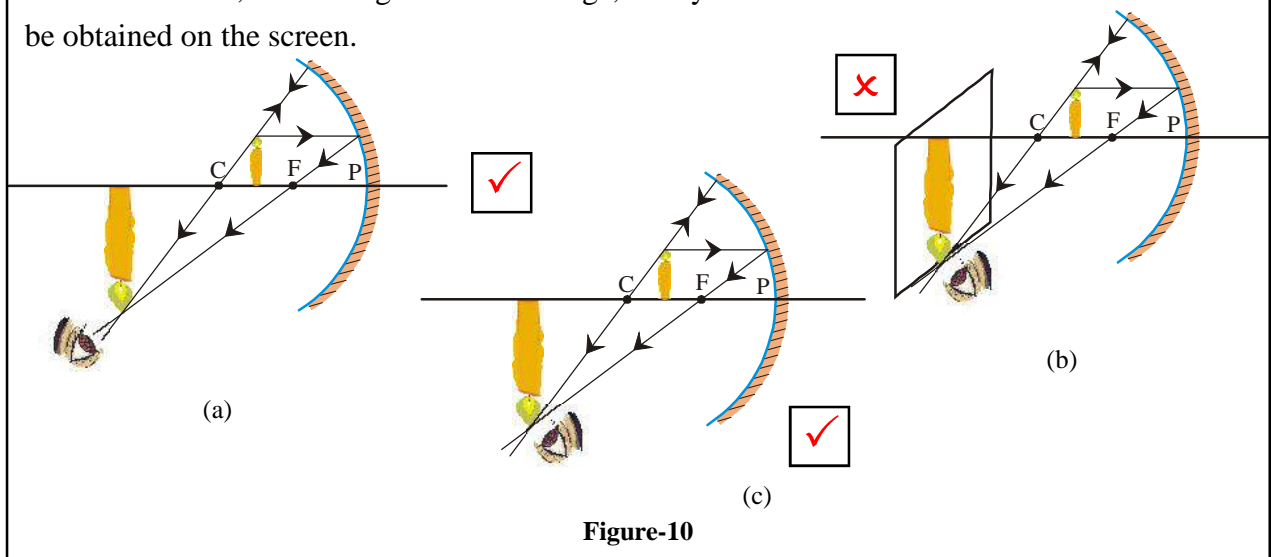 be obtained on the screen.
C F P
(a)
✓
C F P
✓
(c)
✗
C F P
(b)
Figure-10